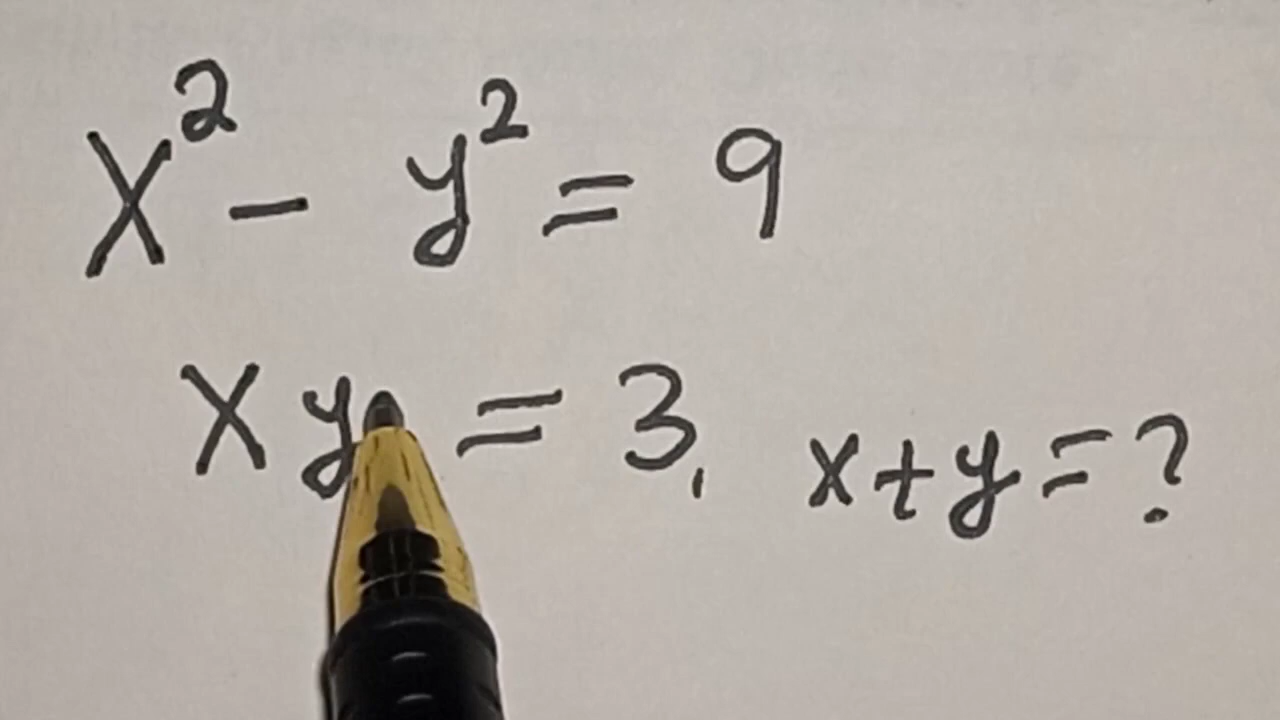 X² - y² = 9
xy = 3, x+y=?